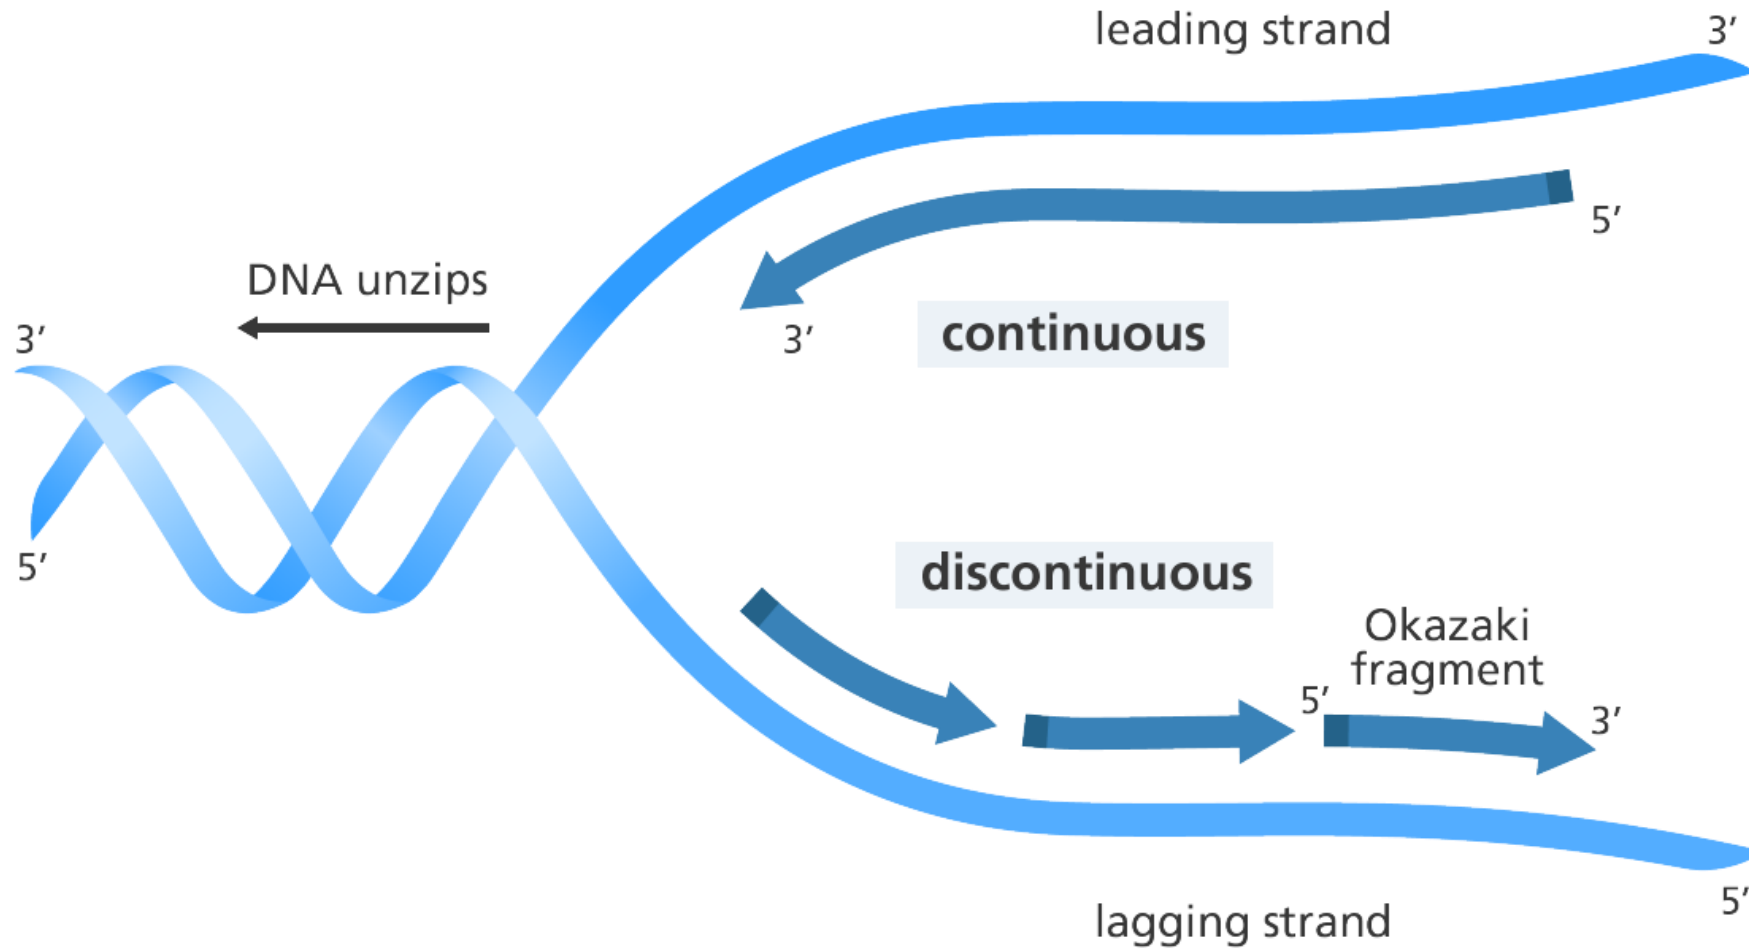 leading strand
3’
5’
DNA unzips
3’
3’
continuous
5’
discontinuous
Okazaki
fragment
5’
3’
5’
lagging strand